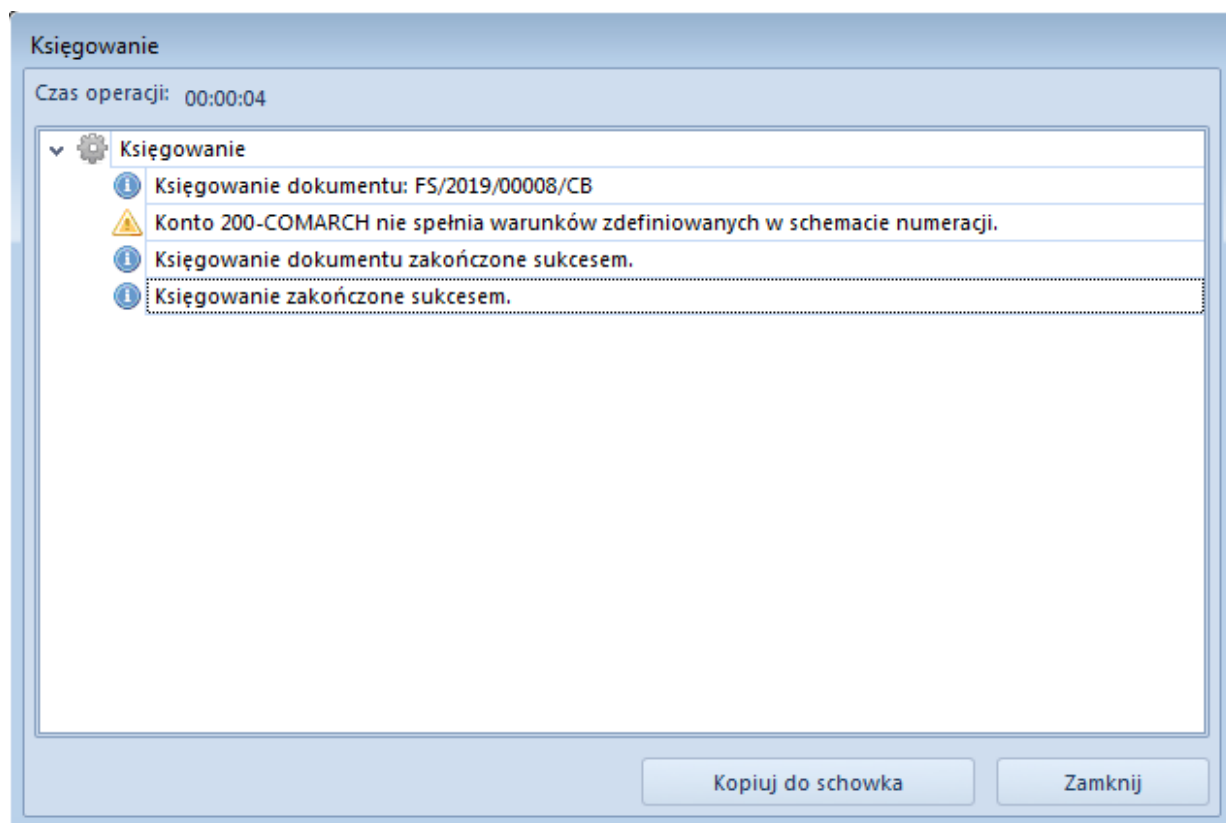 Księgowanie
Czas operacji: 00:00:04
Księgowanie
Księgowanie dokumentu: FS/2019/00008/CB
Konto 200-COMARCH nie spełnia warunków zdefiniowanych w schemacie numeracji.
Księgowanie dokumentu zakończone sukcesem.
Księgowanie zakończone sukcesem.
Kopiuj do schowka Zamknij